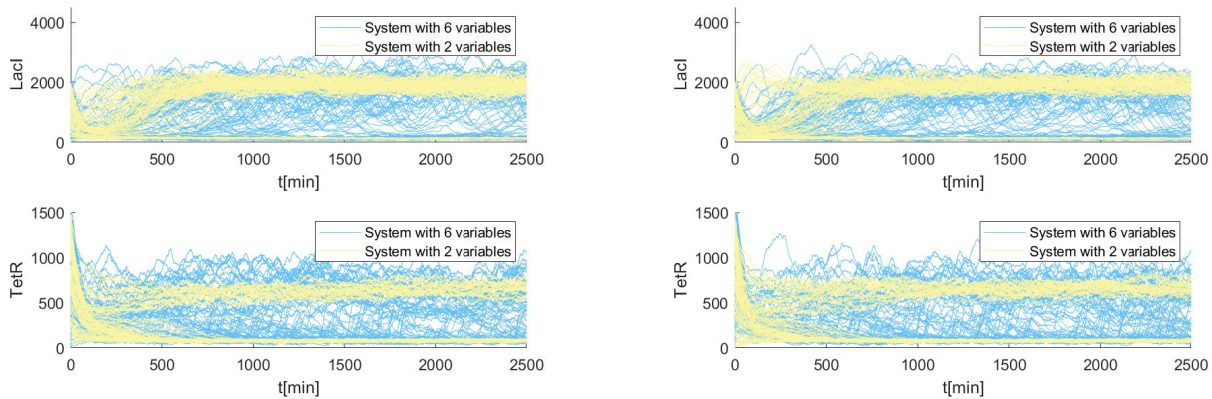 System with 6 variables
System with 2 variables
LacI
4000
2000
0
0 500 1000 1500 2000 2500
t[min]
System with 6 variables
System with 2 variables
LacI
4000
2000
0
0 500 1000 1500 2000 2500
t[min]
System with 6 variables
System with 2 variables
TetR
1500
1000
500
0
0 500 1000 1500 2000 2500
t[min]
System with 6 variables
System with 2 variables
TetR
1500
1000
500
0
0 500 1000 1500 2000 2500
t[min]